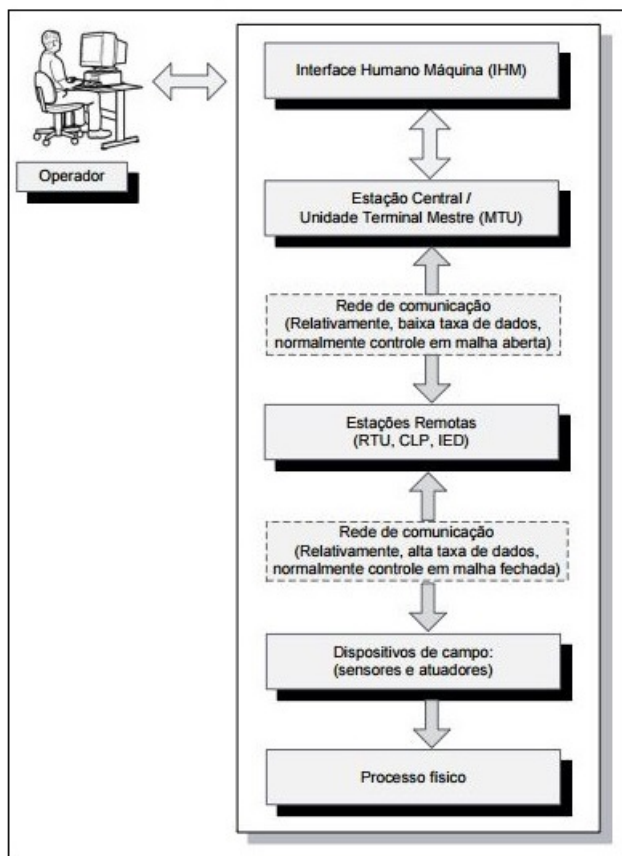 Interface Humano Máquina (IHM)
Operador
Estação Central /
Unidade Terminal Mestre (MTU)
Rede de comunicação
(Relativamente, baixa taxa de dados,
normalmente controle em malha aberta)
Estações Remotas
(RTU, CLP, IED)
Rede de comunicação
(Relativamente, alta taxa de dados,
normalmente controle em malha fechada)
Dispositivos de campo:
(sensores e atuadores)
Processo físico